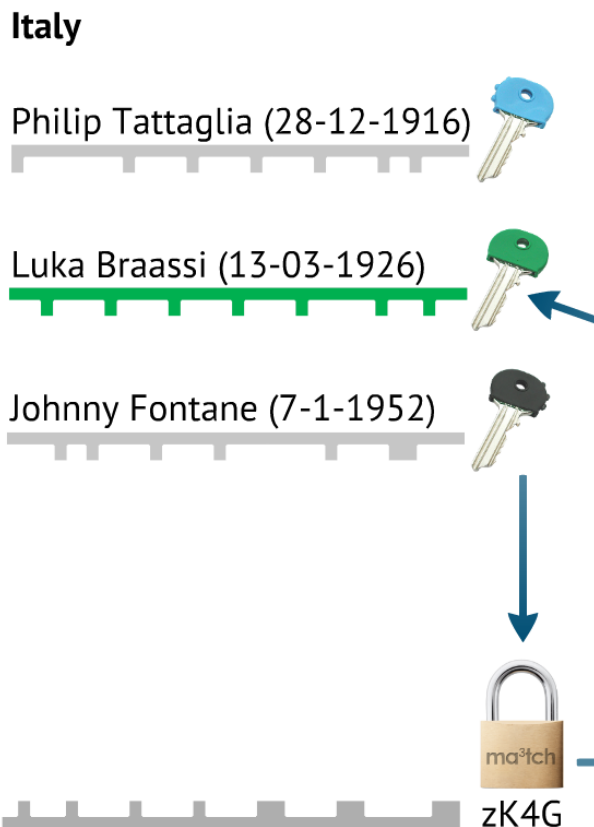 Italy
Philip Tattaglia (28-12-1916)
Luka Braassi (13-03-1926)
Johnny Fontane (7-1-1952)
ma³tch
zK4G